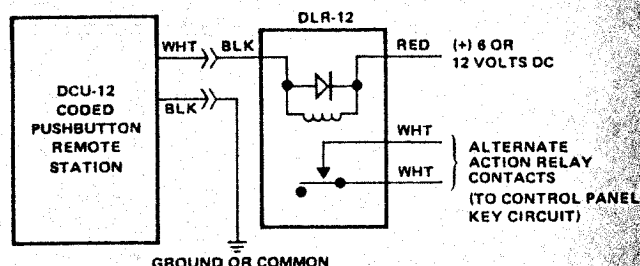 DLR-12
WHT
BLK
RED
(+) 6 OR
12 VOLTS DC
DCU-12
CODED
PUSHBUTTON
REMOTE
STATION
BLK
WHT
WHT
ALTERNATE
ACTION RELAY
CONTACTS
(TO CONTROL PANEL
KEY CIRCUIT)
GROUND OR COMMON